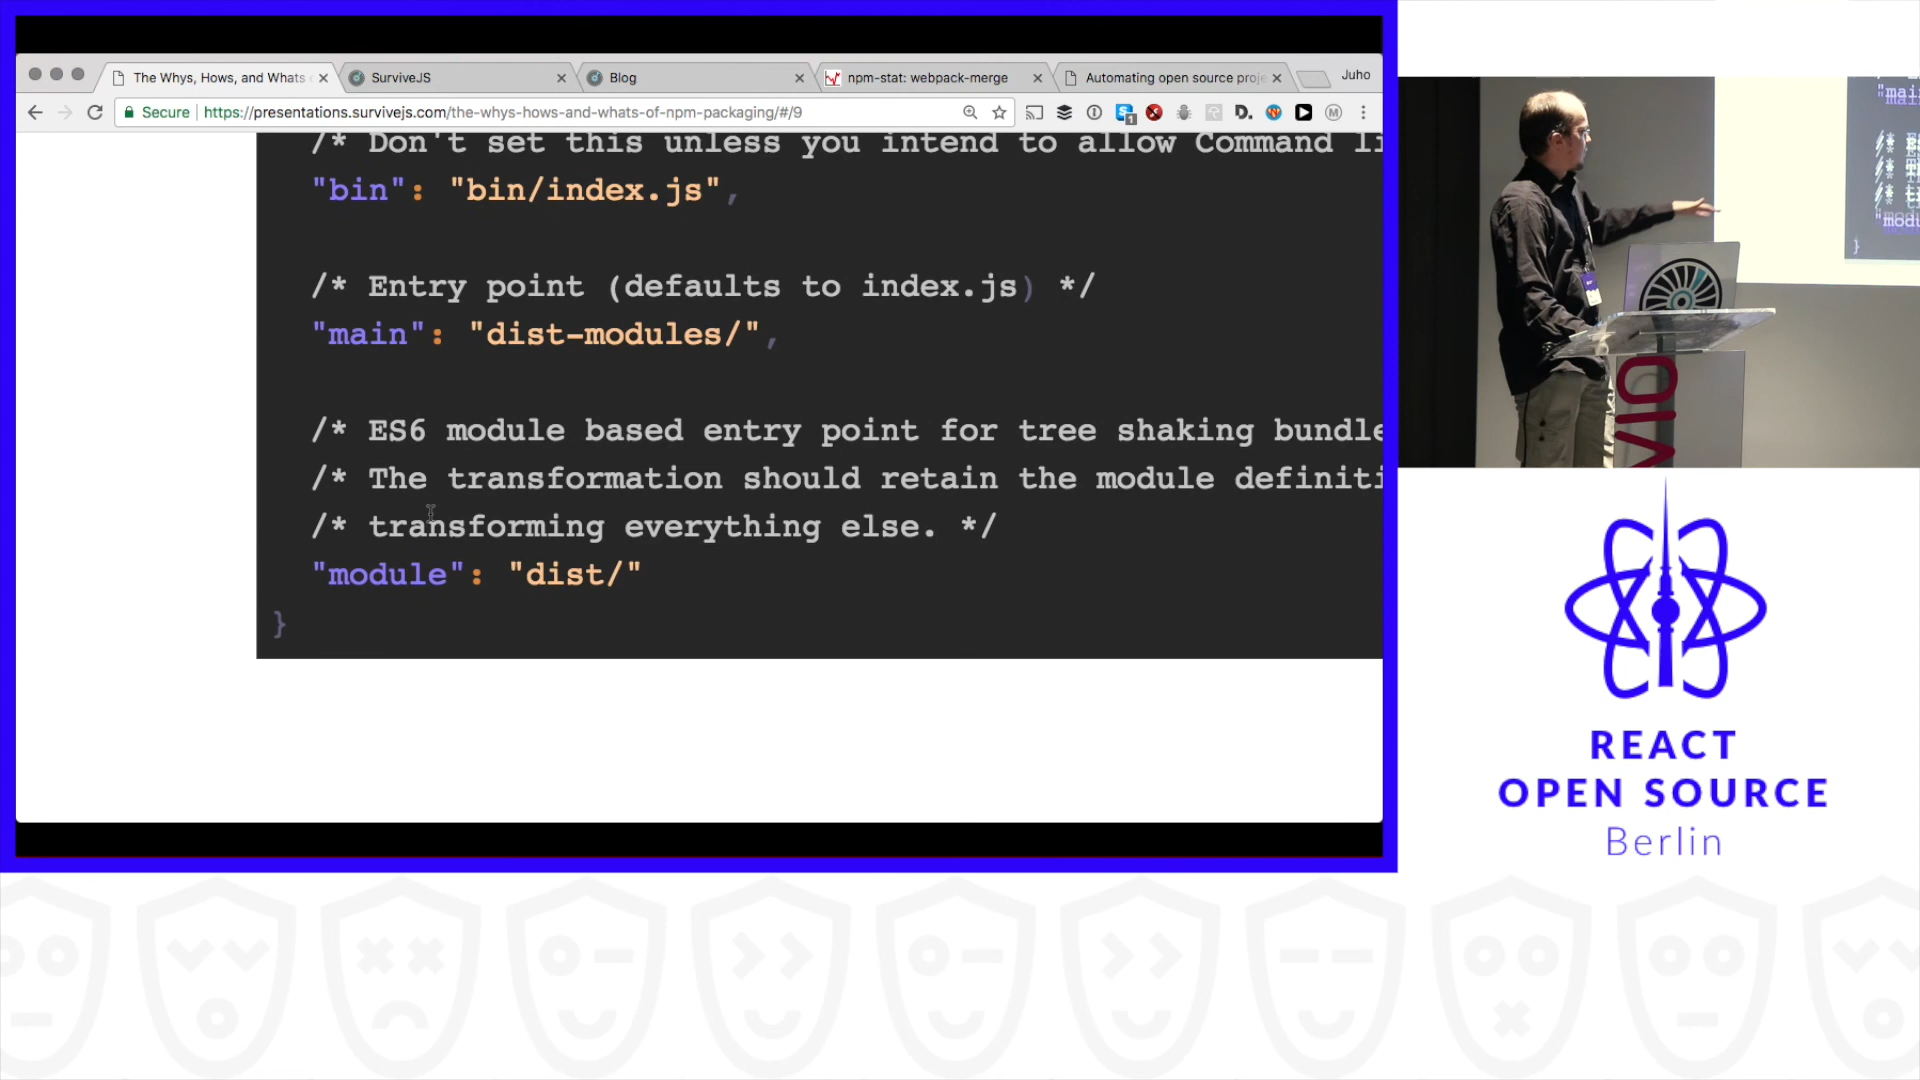 The Whys, Hows, and Whats
SurviveJS
Blog
npm-stat: webpack-merge
Automating open source proje
Juho
Secure
https://presentations.survivejs.com/the-whys-hows-and-whats-of-npm-packaging/#/9
/* Don't set this unless you intend to allow Command li
"bin": "bin/index.js",
/* Entry point (defaults to index.js) */
"main": "dist-modules/",
/* ES6 module based entry point for tree shaking bundle
/* The transformation should retain the module definiti
/* transforming everything else. */
"module": "dist/"
}
REACT
OPEN SOURCE
Berlin